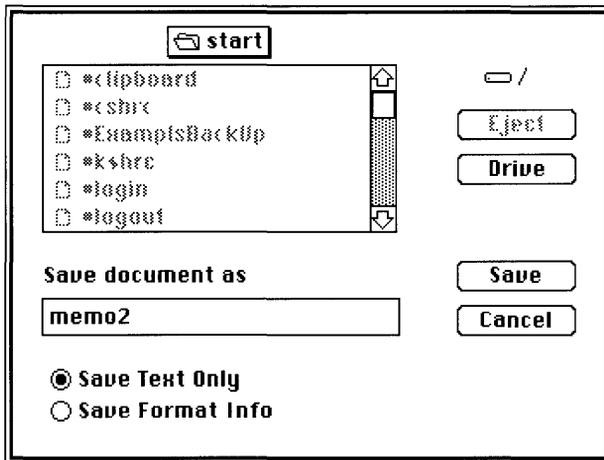 start
•clipboard
/
•cshrc
Eject
•ExamplsBackUp
•kshrc
Drive
•login
•logout
Save document as
Save
memo2
Cancel
Save Text Only
Save Format Info